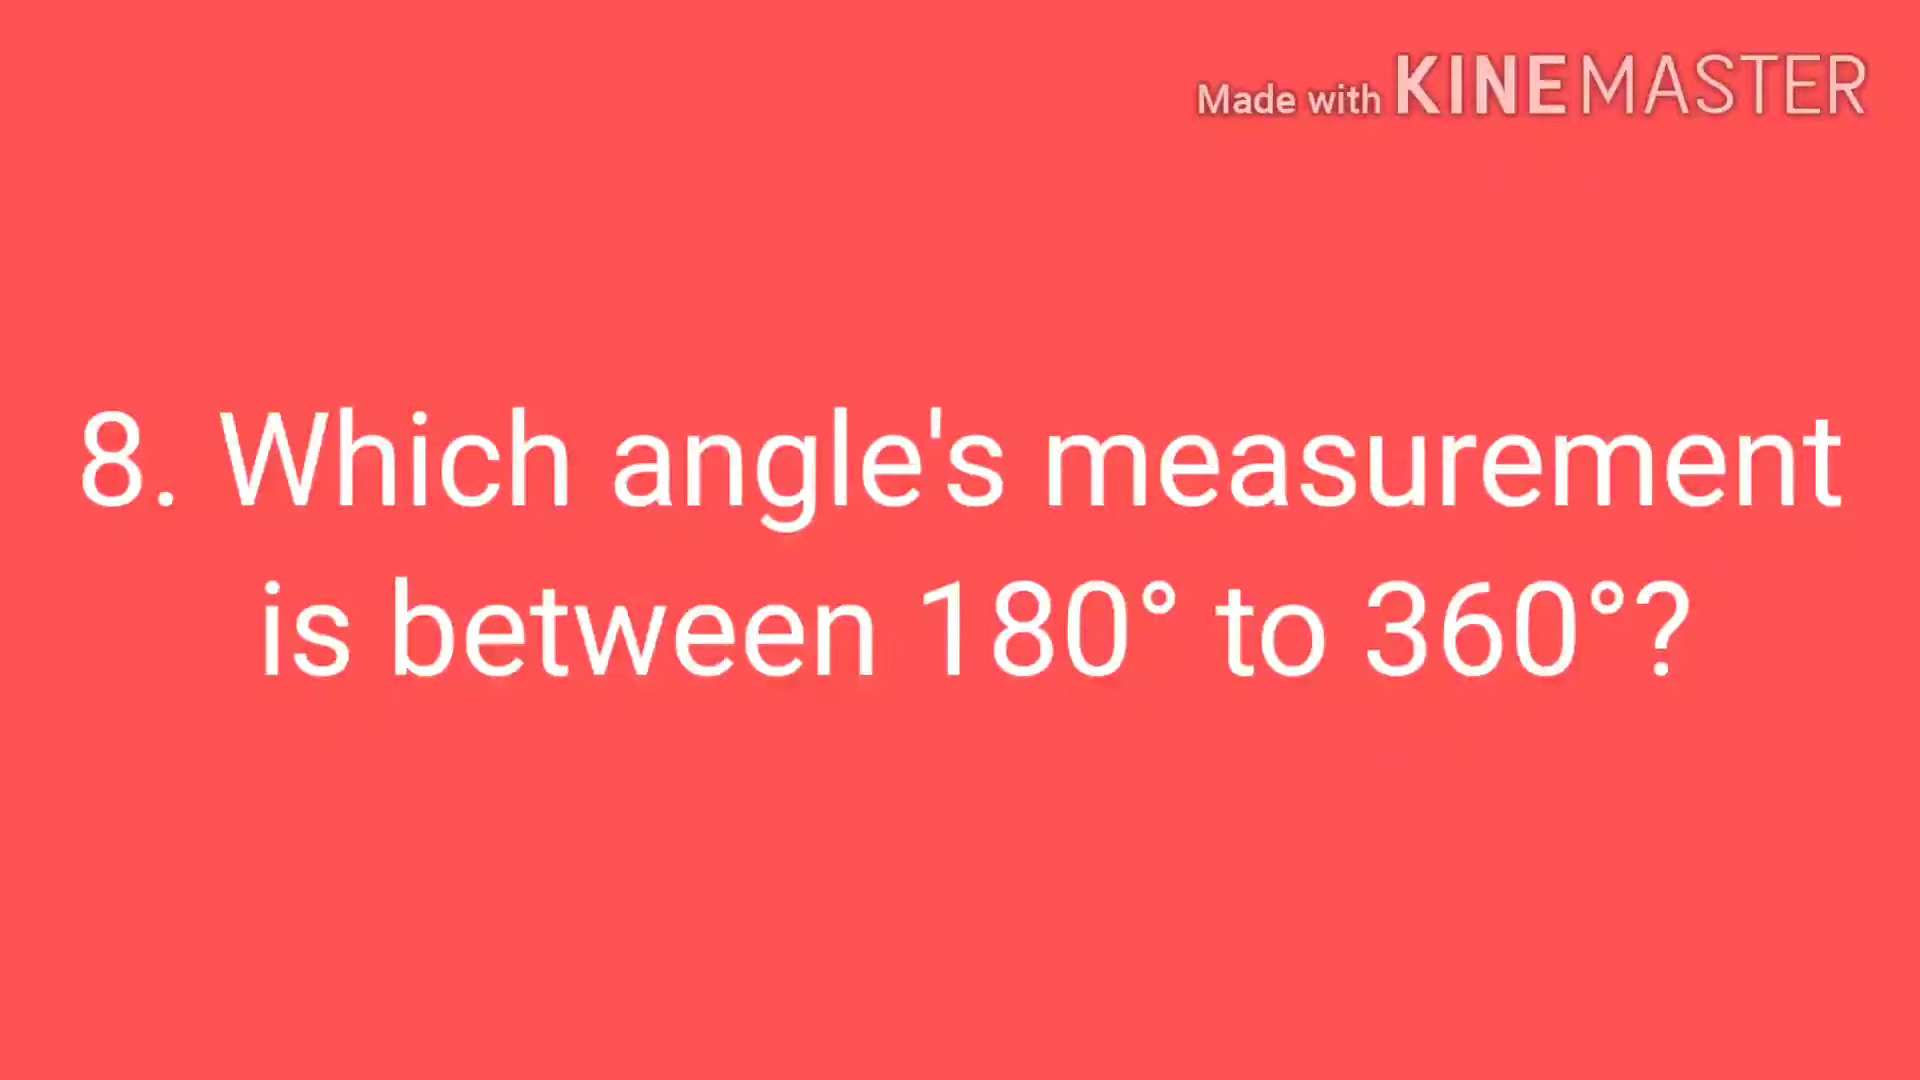 Made with KINEMASTER
8. Which angle's measurement
is between 180° to 360°?